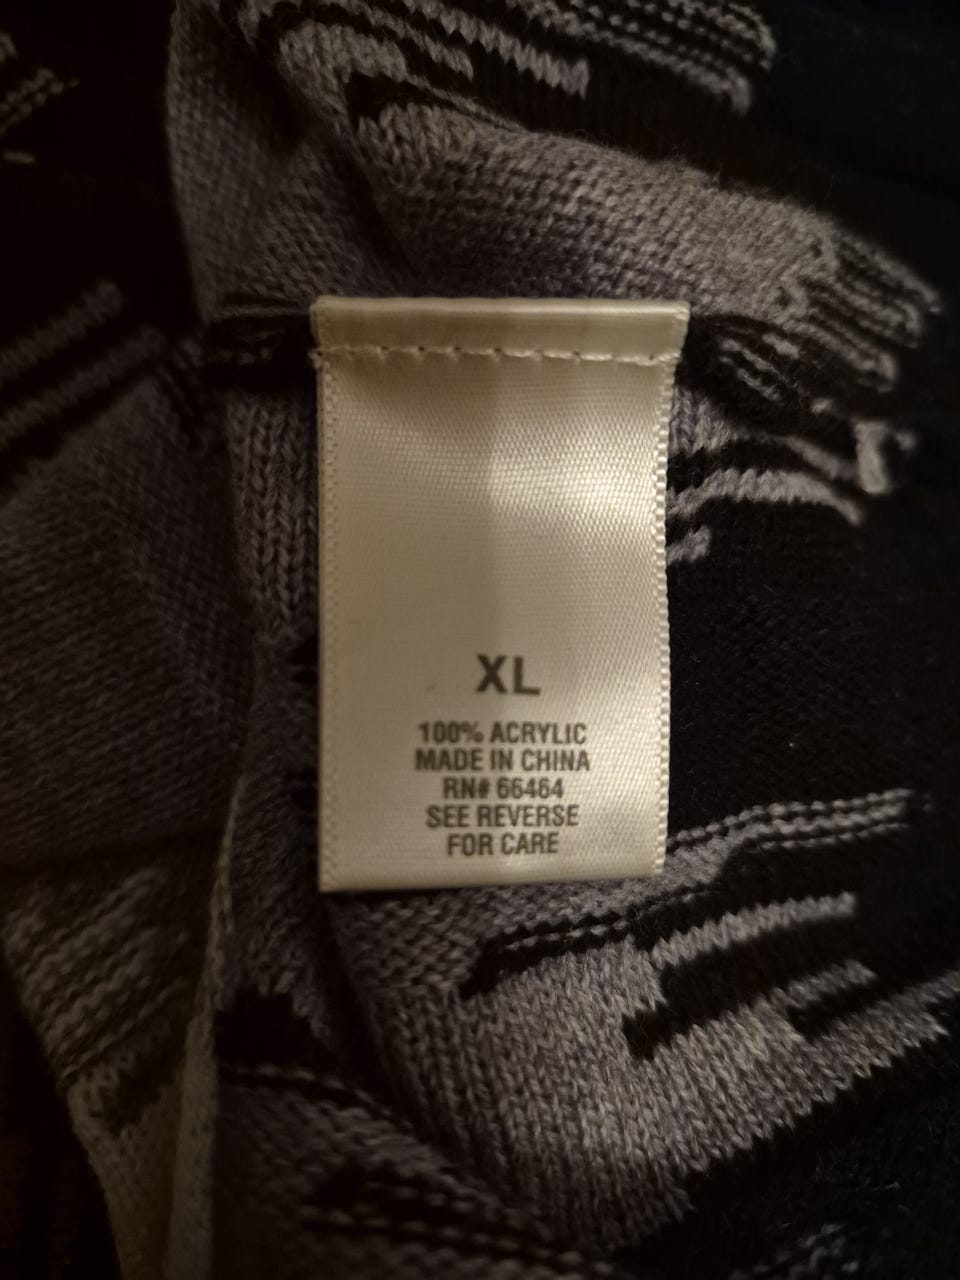 XL
100% ACRYLIC
MADE IN CHINA
RN# 66464
SEE REVERSE
FOR CARE